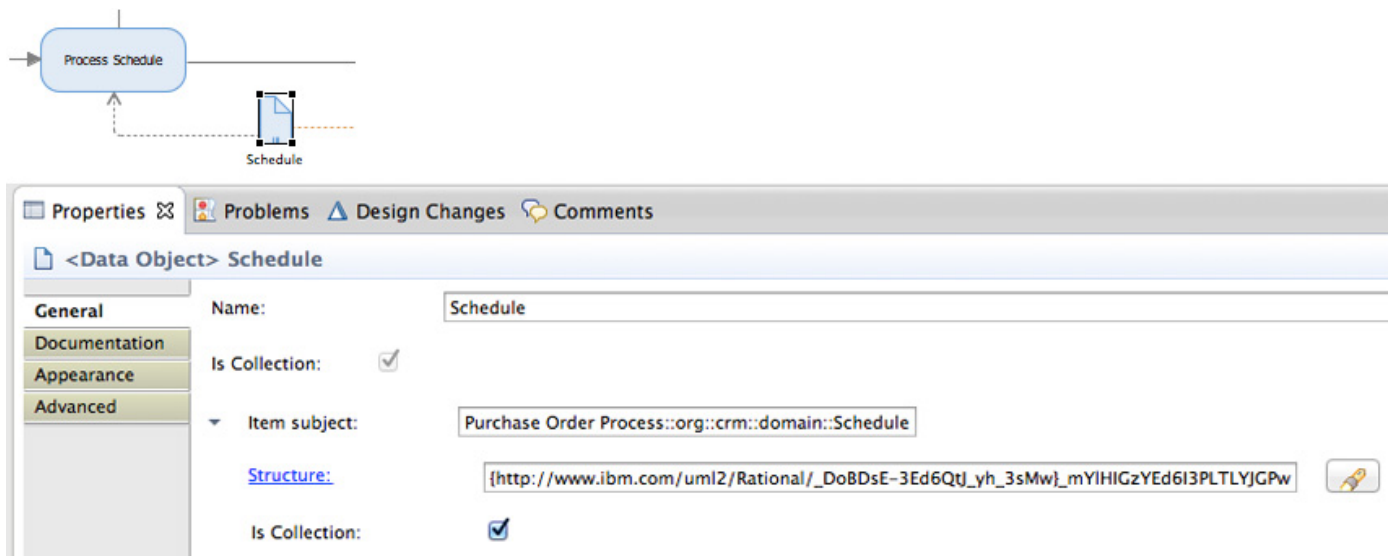 Process Schedule
Schedule
Properties Problems Design Changes Comments
<Data Object> Schedule
General
Documentation
Appearance
Advanced
Name: Schedule
Is Collection:
Item subject: Purchase Order Process::org::crm::domain::Schedule
Structure: {http://www.ibm.com/uml2/Rational/_DoBDsE-3Ed6QtJ_yh_3sMw}_mYlHIGzYEd6I3PLTLYJGPw
Is Collection: